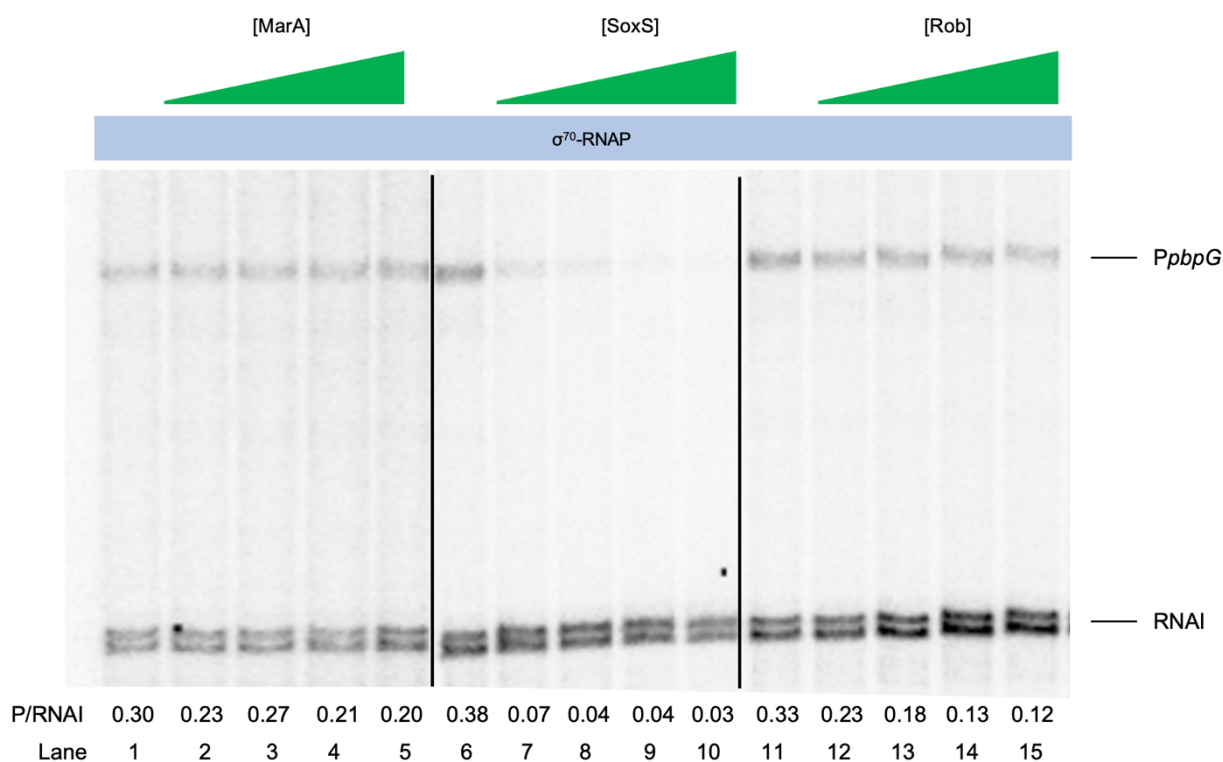 [MarA] [SoxS] [Rob]
σ⁷⁰-RNAP
PpbpG
RNAI
P/RNAI 0.30 0.23 0.27 0.21 0.20 0.38 0.07 0.04 0.04 0.03 0.33 0.23 0.18 0.13 0.12
Lane 1 2 3 4 5 6 7 8 9 10 11 12 13 14 15